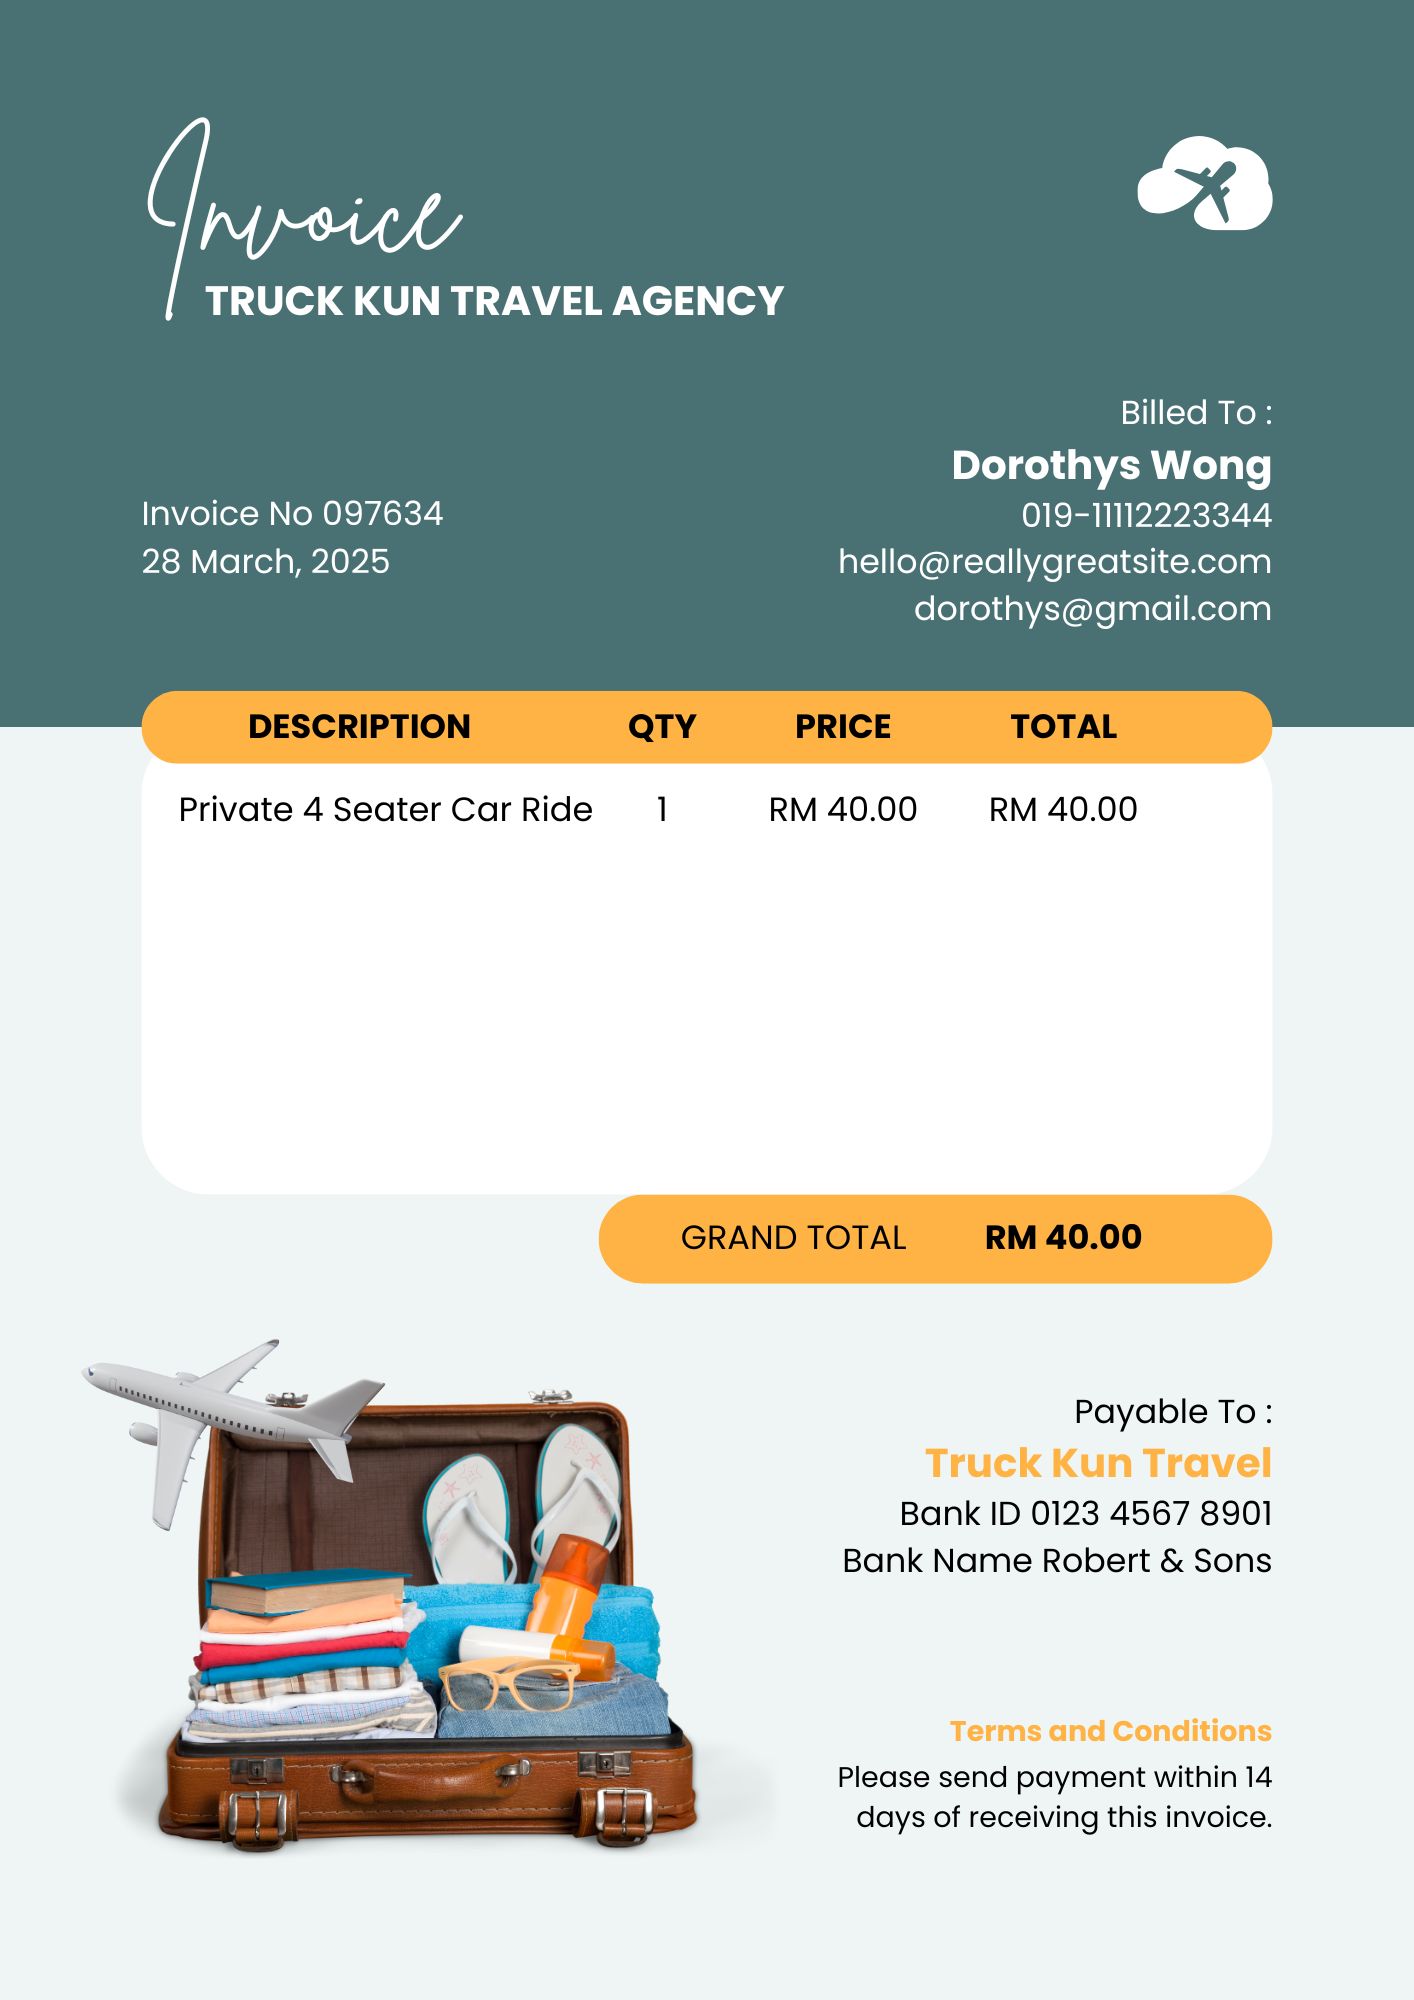 Invoice
TRUCK KUN TRAVEL AGENCY
Billed To :
Dorothys Wong
019-11112223344
hello@reallygreatsite.com
dorothys@gmail.com
Invoice No 097634
28 March, 2025
DESCRIPTION QTY PRICE TOTAL
Private 4 Seater Car Ride 1 RM 40.00 RM 40.00
GRAND TOTAL RM 40.00
Payable To :
Truck Kun Travel
Bank ID 0123 4567 8901
Bank Name Robert & Sons
Terms and Conditions
Please send payment within 14
days of receiving this invoice.